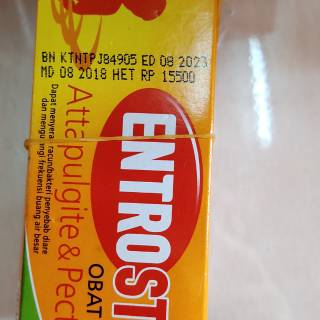 BN KTNTPJ84905 ED 08 2023
MD 08 2018 HET RP 15500
ENTROST
Attapulgite & Pect
Dapat menyerap racun/bakteri penyebab diare
dan mengurangi frekuensi buang air besar
OBAT